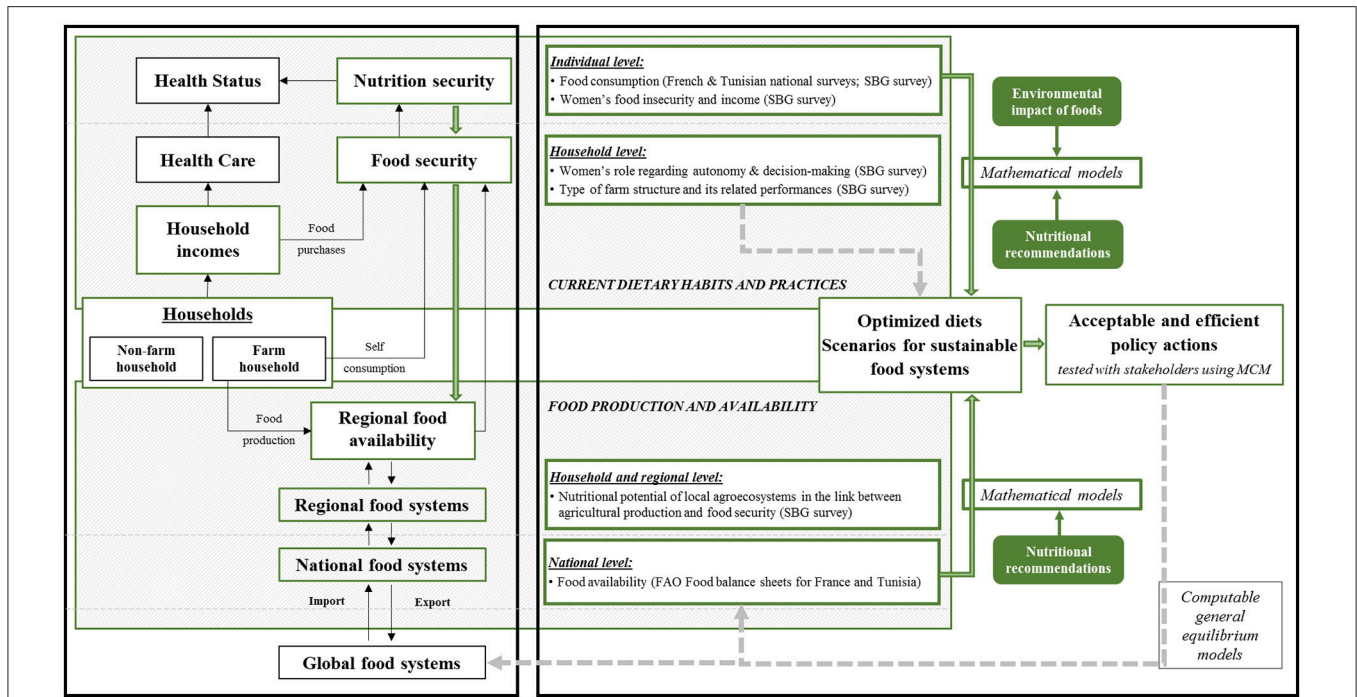 Health Status
Nutrition security
Health Care
Food security
Household
incomes
Food
purchases
Households
Non-farm
household
Farm
household
Self
consumption
Food
production
Regional food
availability
Regional food systems
National food systems
Import
Export
Global food systems
Individual level:
• Food consumption (French & Tunisian national surveys; SBG survey)
• Women's food insecurity and income (SBG survey)
Household level:
• Women's role regarding autonomy & decision-making (SBG survey)
• Type of farm structure and its related performances (SBG survey)
CURRENT DIETARY HABITS AND PRACTICES
FOOD PRODUCTION AND AVAILABILITY
Household and regional level:
• Nutritional potential of local agroecosystems in the link between
agricultural production and food security (SBG survey)
National level:
• Food availability (FAO Food balance sheets for France and Tunisia)
Environmental
impact of foods
Mathematical models
Nutritional
recommendations
Optimized diets
Scenarios for sustainable
food systems
Acceptable and efficient
policy actions
tested with stakeholders using MCM
Mathematical models
Nutritional
recommendations
Computable
general
equilibrium
models